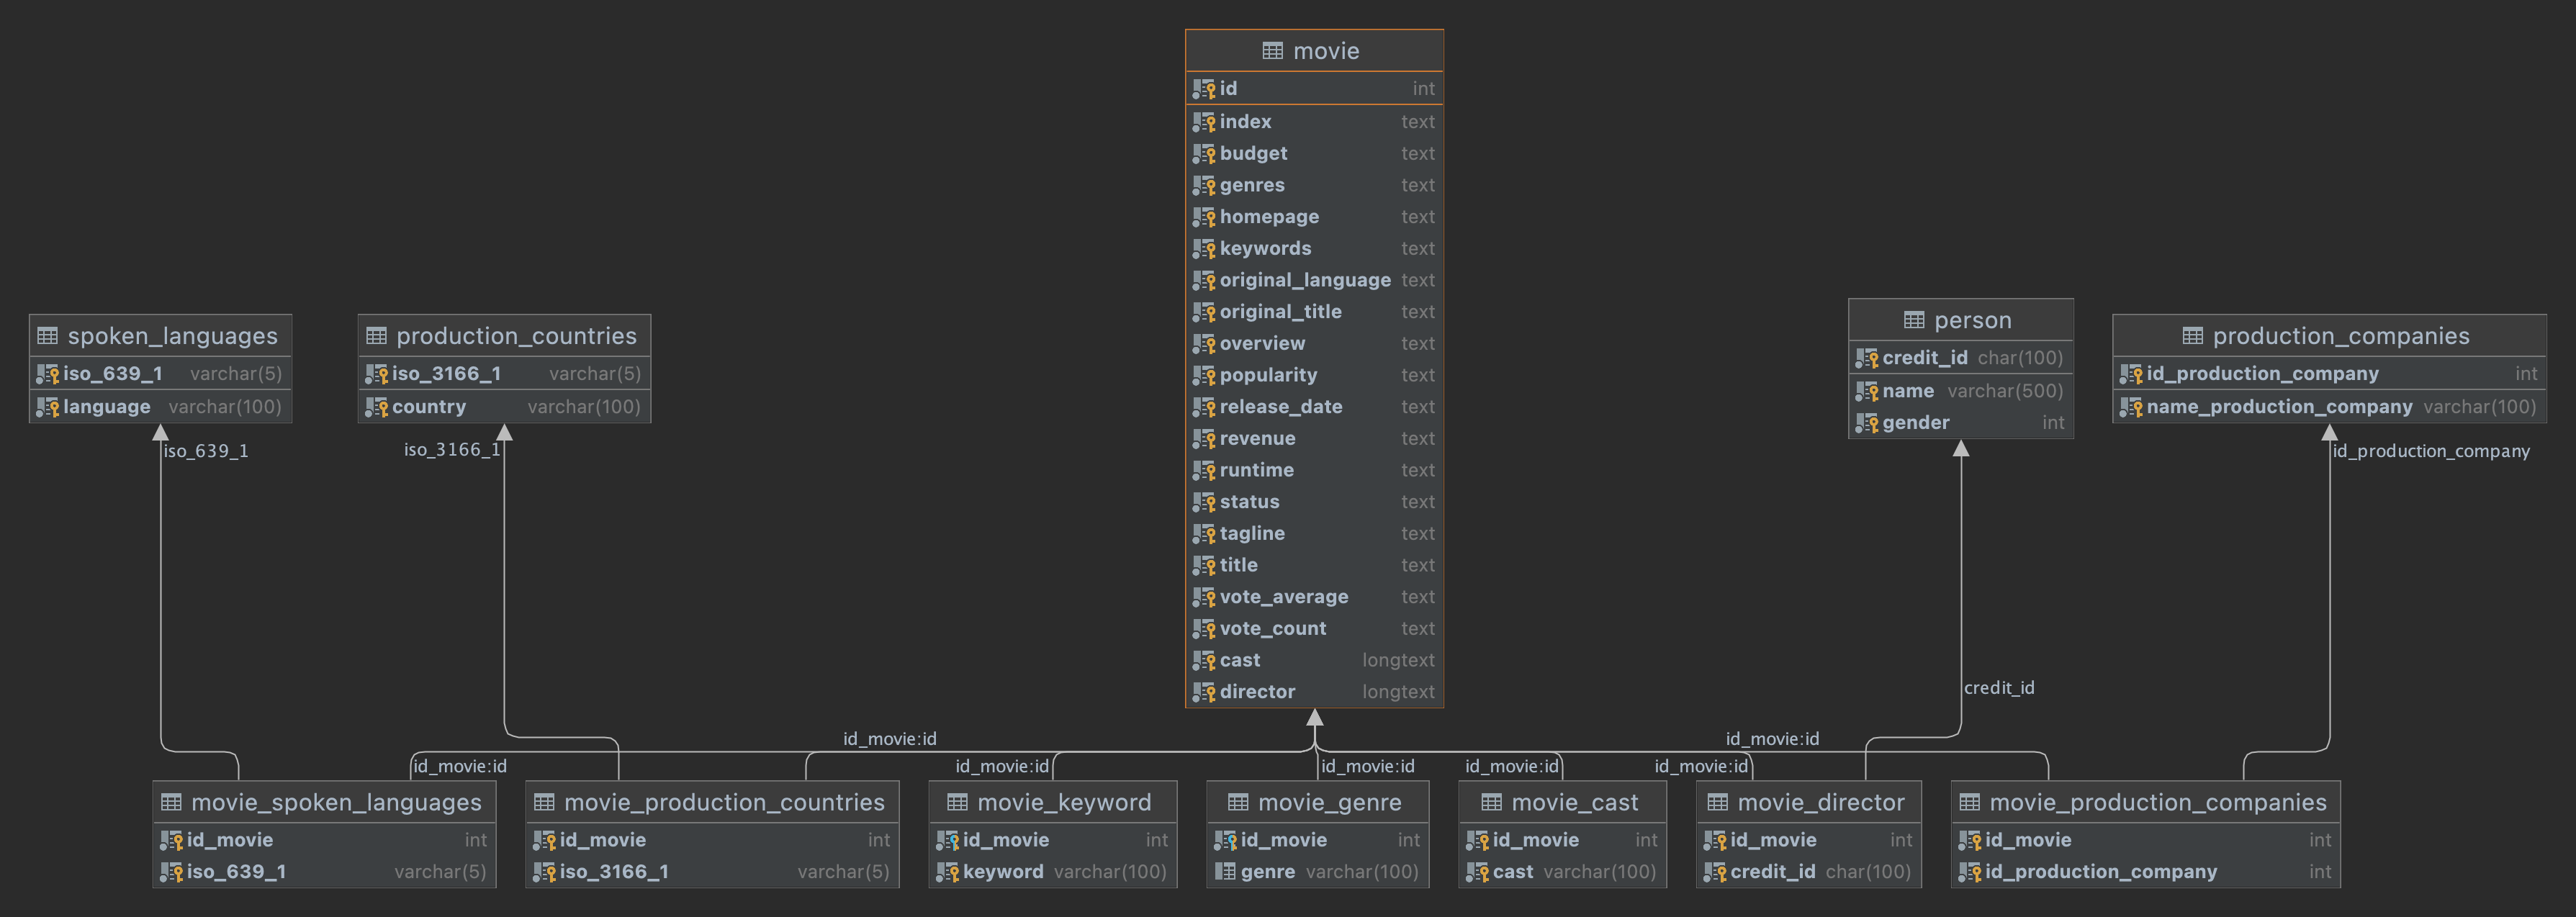 movie
id int
index text
budget text
genres text
homepage text
keywords text
original_language text
original_title text
overview text
popularity text
release_date text
revenue text
runtime text
status text
tagline text
title text
vote_average text
vote_count text
cast longtext
director longtext
spoken_languages
iso_639_1 varchar(5)
language varchar(100)
production_countries
iso_3166_1 varchar(5)
country varchar(100)
person
credit_id char(100)
name varchar(500)
gender int
production_companies
id_production_company int
name_production_company varchar(100)
iso_639_1
iso_3166_1
id_production_company
credit_id
id_movie:id
id_movie:id
id_movie:id
id_movie:id
id_movie:id
id_movie:id
id_movie:id
movie_spoken_languages
id_movie int
iso_639_1 varchar(5)
movie_production_countries
id_movie int
iso_3166_1 varchar(5)
movie_keyword
id_movie int
keyword varchar(100)
movie_genre
id_movie int
genre varchar(100)
movie_cast
id_movie int
cast varchar(100)
movie_director
id_movie int
credit_id char(100)
movie_production_companies
id_movie int
id_production_company int